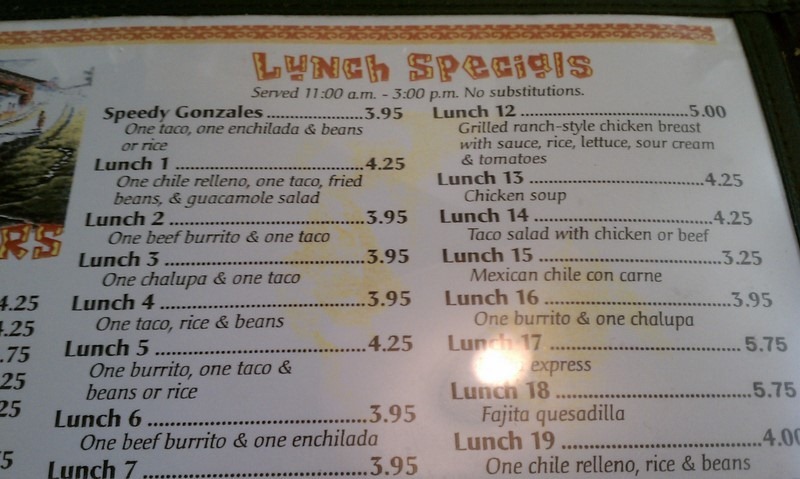 Lunch Specials
Served 11:00 a.m. - 3:00 p.m. No substitutions.
Speedy Gonzales ........................ 3.95
One taco, one enchilada & beans
or rice
Lunch 1 ........................ 4.25
One chile relleno, one taco, fried
beans, & guacamole salad
Lunch 2 ........................ 3.95
One beef burrito & one taco
Lunch 3 ........................ 3.95
One chalupa & one taco
Lunch 4 ........................ 3.95
One taco, rice & beans
Lunch 5 ........................ 4.25
One burrito, one taco &
beans or rice
Lunch 6 ........................ 3.95
One beef burrito & one enchilada
Lunch 7 ........................ 3.95
Lunch 12 ........................ 5.00
Grilled ranch-style chicken breast
with sauce, rice, lettuce, sour cream
& tomatoes
Lunch 13 ........................ 4.25
Chicken soup
Lunch 14 ........................ 4.25
Taco salad with chicken or beef
Lunch 15 ........................ 3.25
Mexican chile con carne
Lunch 16 ........................ 3.95
One burrito & one chalupa
Lunch 17 ........................ 5.75
express
Lunch 18 ........................ 5.75
Fajita quesadilla
Lunch 19 ........................ 4.00
One chile relleno, rice & beans
RS
4.25
.25
.75
25
25
5